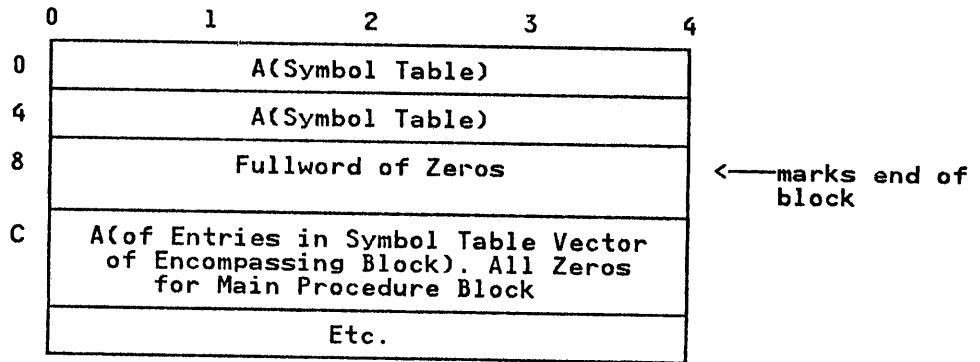 0 1 2 3 4
0 A(Symbol Table)
4 A(Symbol Table)
8 Fullword of Zeros <——marks end of
block
C A(of Entries in Symbol Table Vector
of Encompassing Block). All Zeros
for Main Procedure Block
Etc.